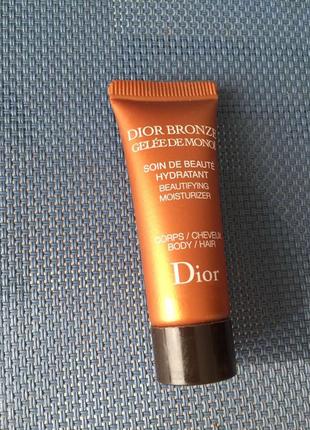 DIOR BRONZE
GELÉE DE MONOÏ
SOIN DE BEAUTÉ
HYDRATANT
BEAUTIFYING
MOISTURIZER
CORPS / CHEVEUX
BODY / HAIR
Dior